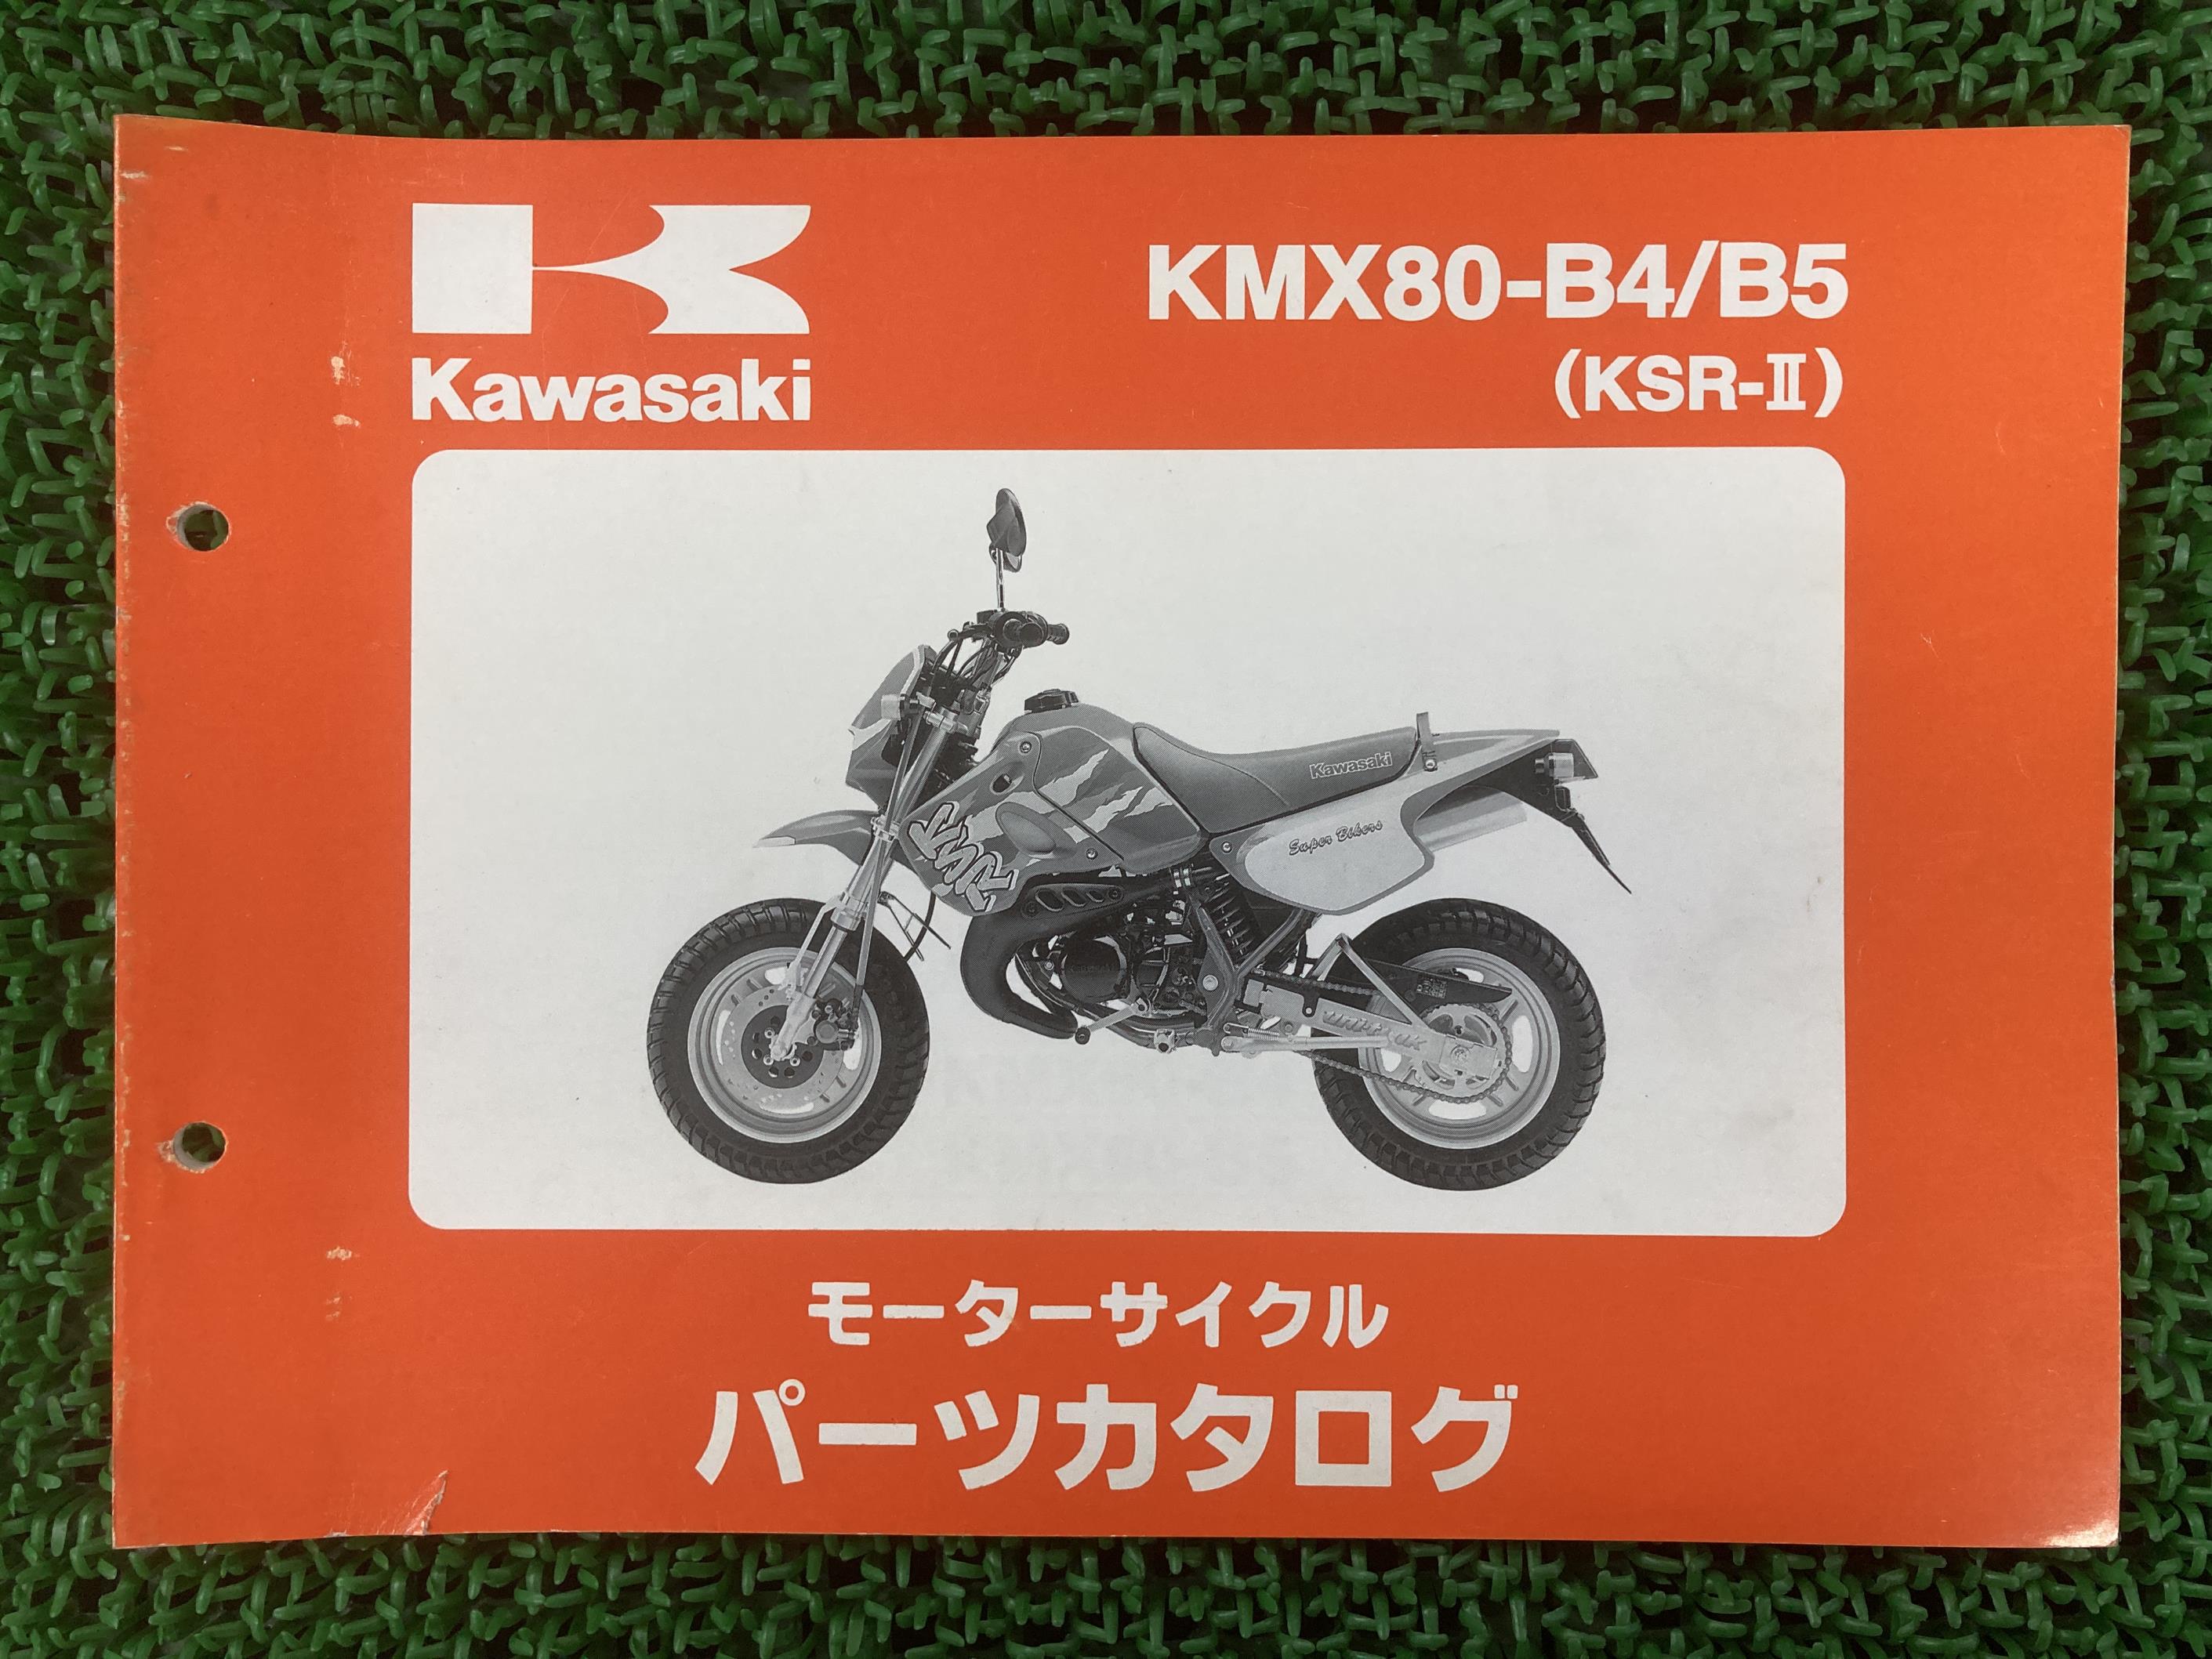 Kawasaki
KMX80-B4/B5
(KSR-Ⅱ)
Kawasaki
Super Bikers
KSR
モーターサイクル
パーツカタログ